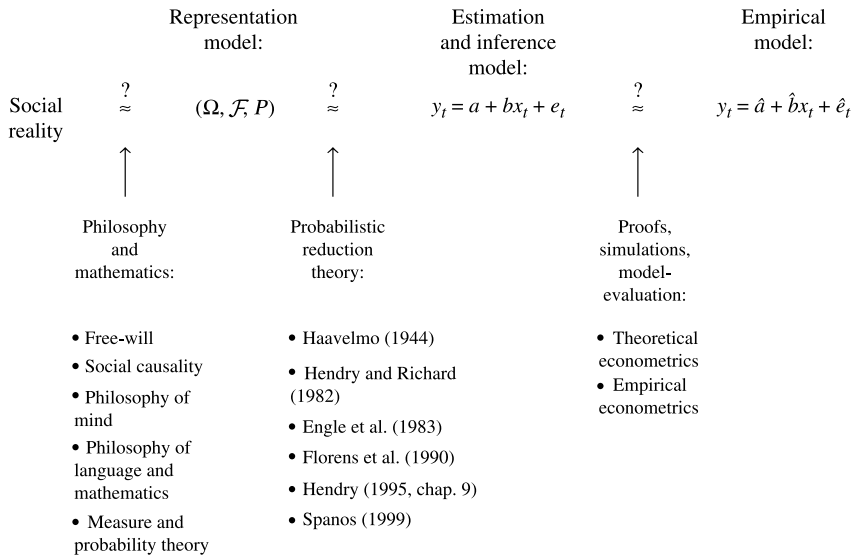 Representation
model:
Estimation
and inference
model:
Empirical
model:
Social
reality
?
≈
(Ω, ℱ, P)
?
≈
yₜ = a + bxₜ + eₜ
?
≈
yₜ = â + b̂xₜ + êₜ
Philosophy
and
mathematics:
• Free-will
• Social causality
• Philosophy of
mind
• Philosophy of
language and
mathematics
• Measure and
probability theory
Probabilistic
reduction
theory:
• Haavelmo (1944)
• Hendry and Richard
(1982)
• Engle et al. (1983)
• Florens et al. (1990)
• Hendry (1995, chap. 9)
• Spanos (1999)
Proofs,
simulations,
model-
evaluation:
• Theoretical
econometrics
• Empirical
econometrics